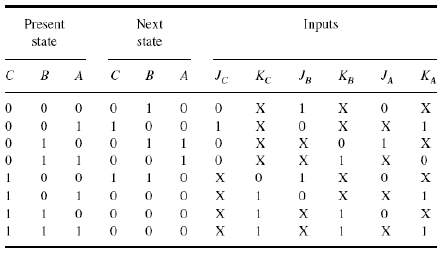 Present Next Inputs
state state
C B A C B A J_C K_C J_B K_B J_A K_A
0 0 0 0 1 0 0 X 1 X 0 X
0 0 1 1 0 0 1 X 0 X X 1
0 1 0 0 1 1 0 X X 0 1 X
0 1 1 0 0 1 0 X X 1 X 0
1 0 0 1 1 0 X 0 1 X 0 X
1 0 1 0 0 0 X 1 0 X X 1
1 1 0 0 0 0 X 1 X 1 0 X
1 1 1 0 0 0 X 1 X 1 X 1